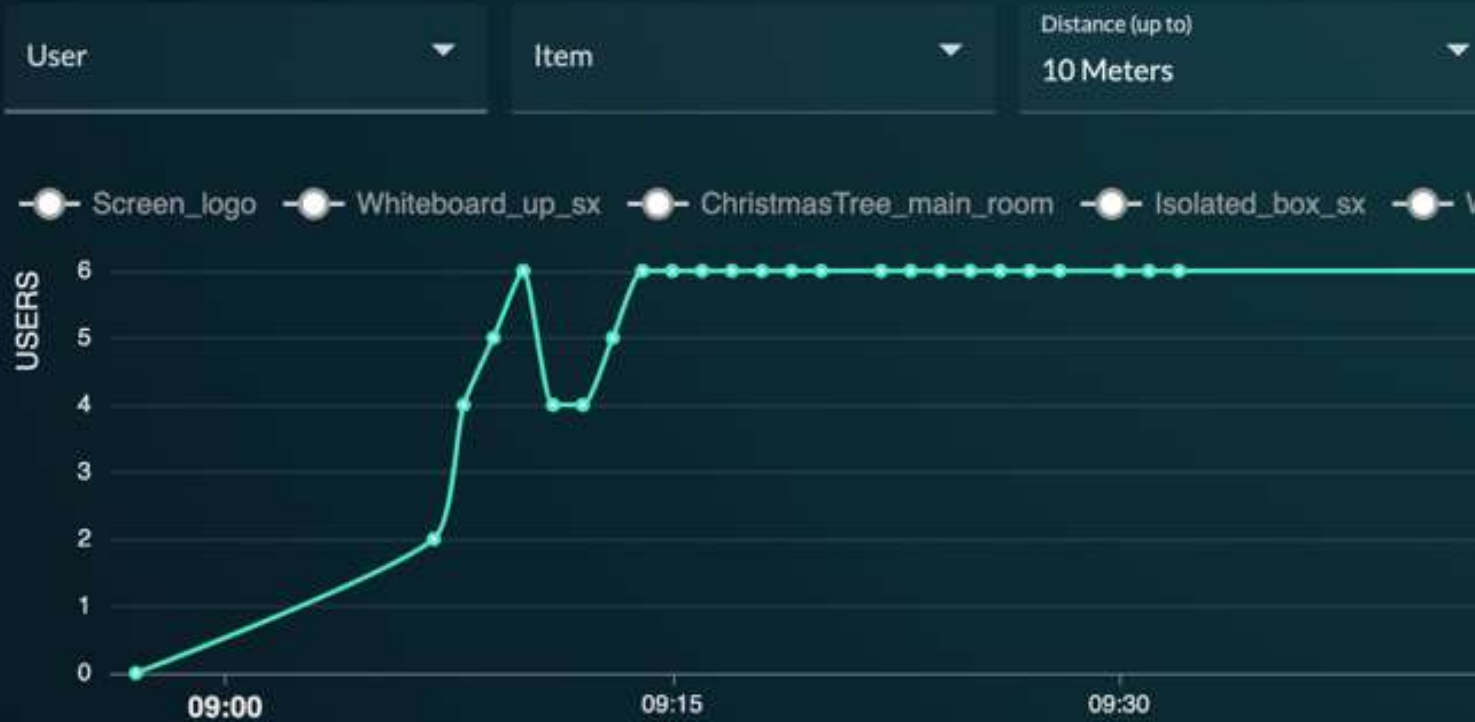 User
Item
Distance (up to)
10 Meters
Screen_logo
Whiteboard_up_sx
ChristmasTree_main_room
Isolated_box_sx
USERS
6
5
4
3
2
1
0
09:00
09:15
09:30